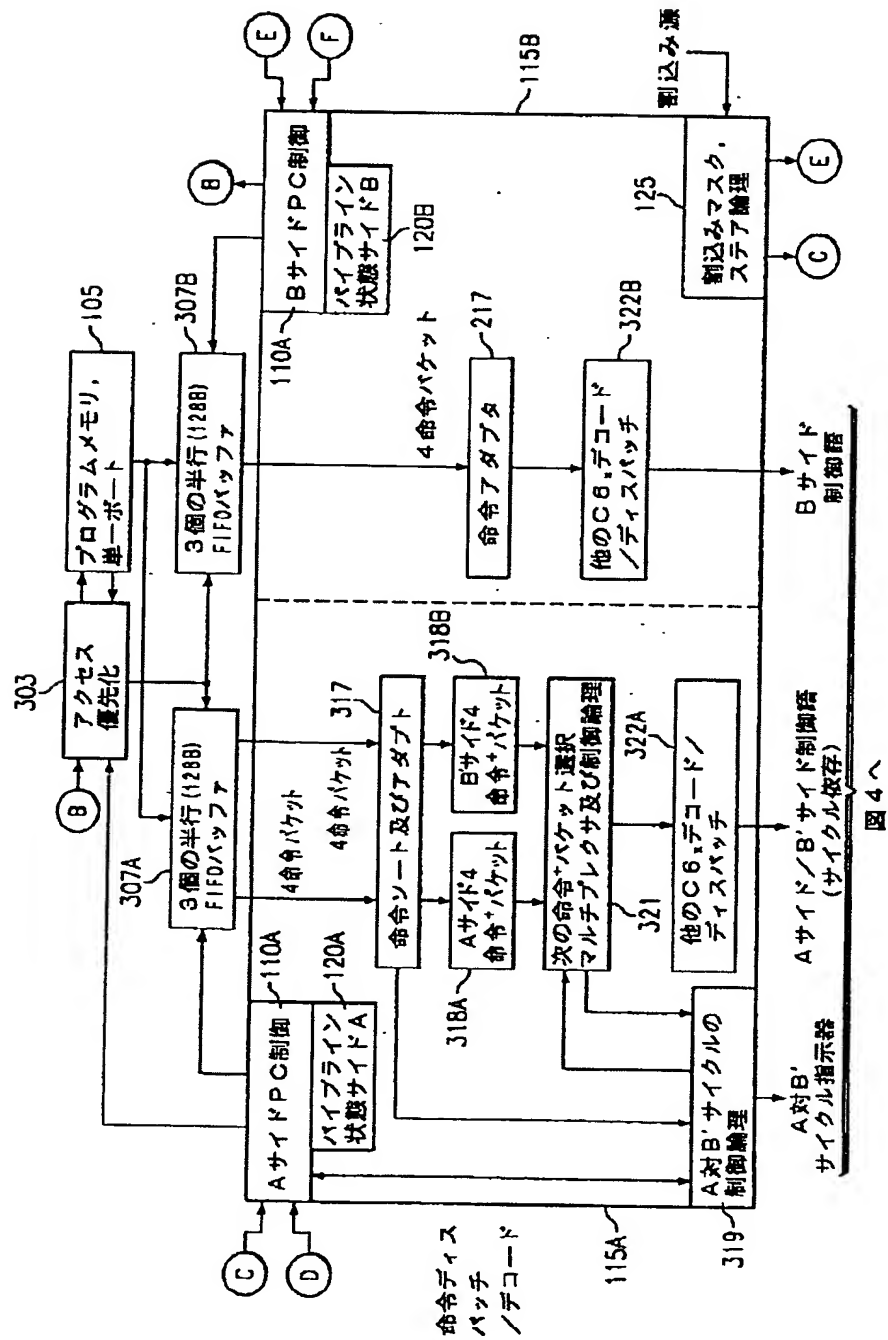 B
303
アクセス
優先化
プログラムメモリ,
単一ポート
105
307A
3個の半行(128B)
FIFOバッファ
307B
3個の半行(128B)
FIFOバッファ
B
E
F
C
D
AサイドPC制御
110A
パイプライン
状態サイドA
120A
110A
BサイドPC制御
パイプライン
状態サイドB
120B
115B
4命令パケット
4命令パケット
4命令パケット
命令ソート及びアダプト
317
命令アダプタ
217
318A
Aサイド4
命令+パケット
B'サイド4
命令+パケット
318B
次の命令+パケット選択
マルチプレクサ及び制御論理
321
他のC6xデコード/
ディスパッチ
322A
他のC6xデコード
/ディスパッチ
322B
命令ディス
パッチ
/デコード
115A
319
A対B'サイクルの
制御論理
125
割込みマスク,
ステア論理
割込み源
C
E
A対B'
サイクル指示器
Aサイド/B'サイド制御語
(サイクル依存)
Bサイド
制御語
図4へ